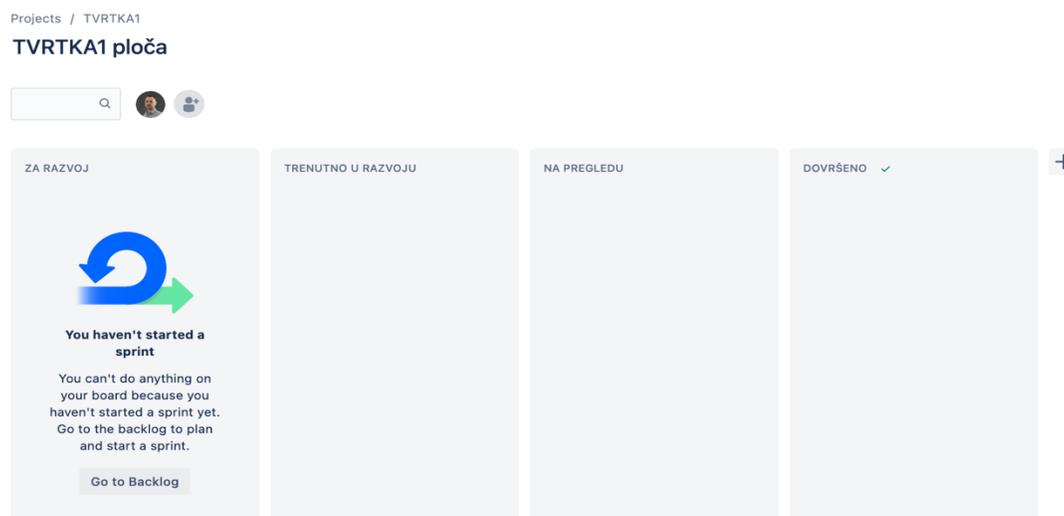 Projects / TVRTKA1
TVRTKA1 ploča
ZA RAZVOJ
TRENUTNO U RAZVOJU
NA PREGLEDU
DOVRŠENO
You haven't started a
sprint
You can't do anything on
your board because you
haven't started a sprint yet.
Go to the backlog to plan
and start a sprint.
Go to Backlog